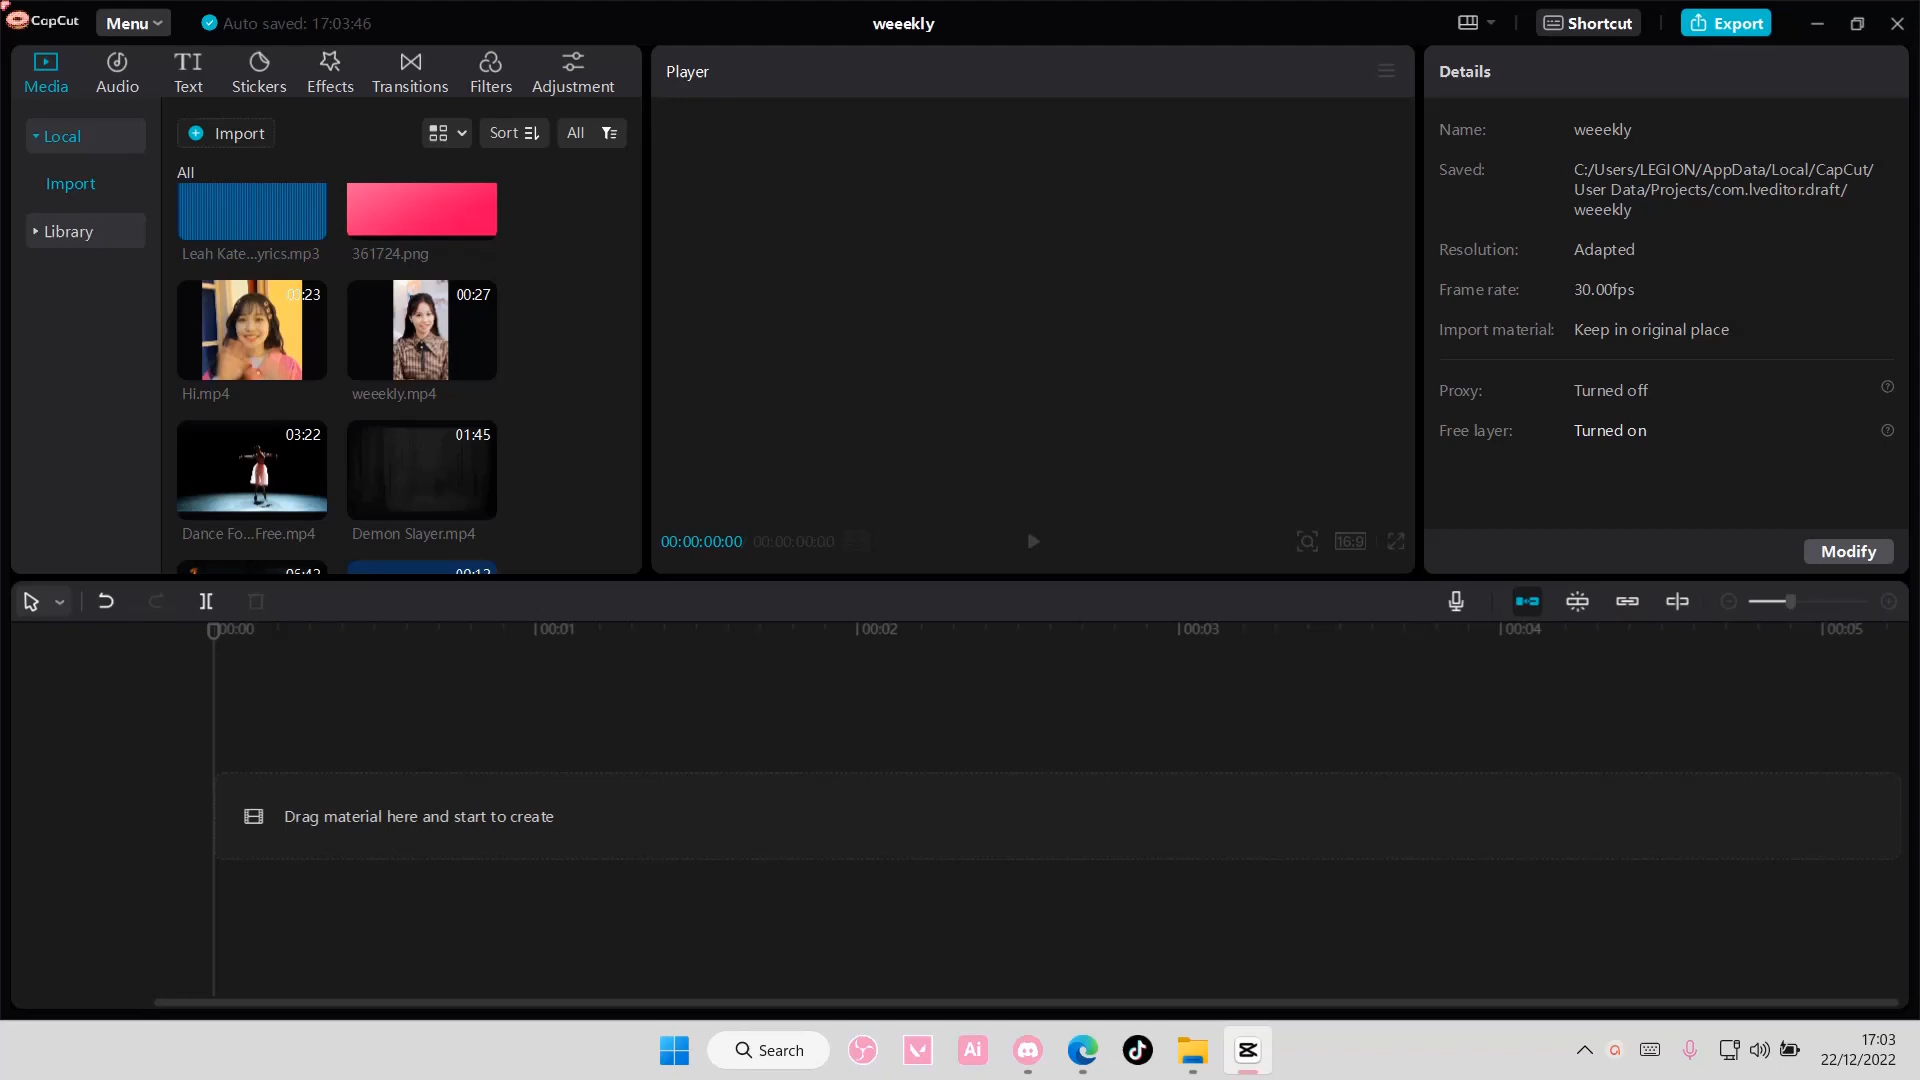 CapCut
Menu
Auto saved: 17:03:46
weeekly
Shortcut
Export
Media
Audio
Text
Stickers
Effects
Transitions
Filters
Adjustment
Local
Import
Library
Import
Sort
All
All
Leah Kate...yrics.mp3
361724.png
00:23
00:27
Hi.mp4
weeekly.mp4
03:22
01:45
Dance Fo...Free.mp4
Demon Slayer.mp4
Player
00:00:00:00
00:00:00:00
16:9
Details
Name:
weeekly
Saved:
C:/Users/LEGION/AppData/Local/CapCut/
User Data/Projects/com.lveditor.draft/
weeekly
Resolution:
Adapted
Frame rate:
30.00fps
Import material:
Keep in original place
Proxy:
Turned off
Free layer:
Turned on
Modify
00:00
00:01
00:02
00:03
00:04
00:05
Drag material here and start to create
Search
Ai
17:03
22/12/2022